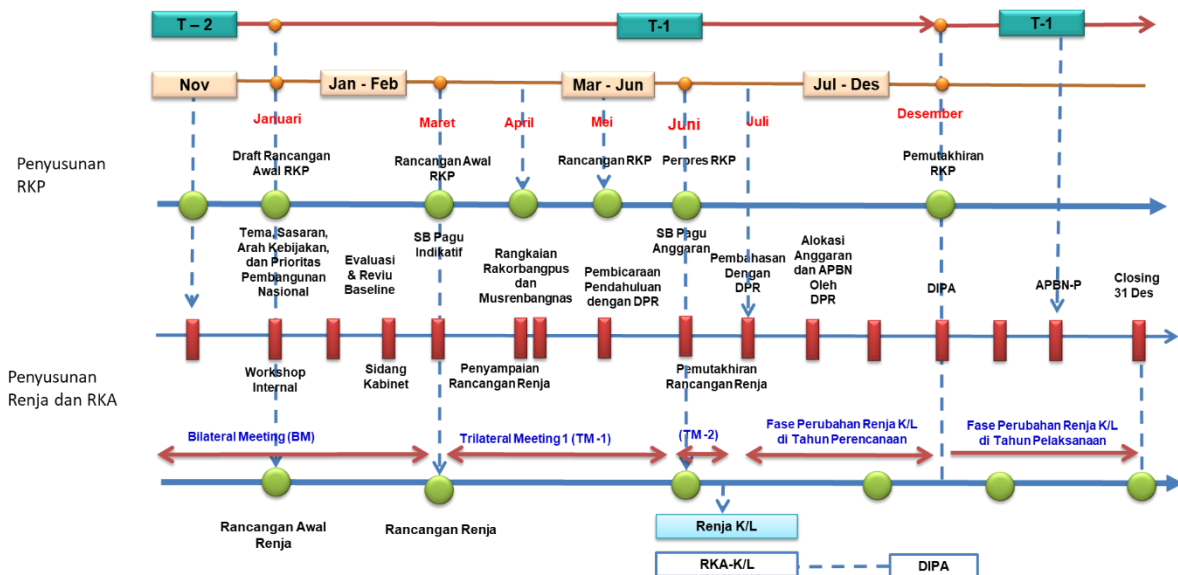 T – 2
T-1
T-1
Nov
Jan - Feb
Mar - Jun
Jul - Des
Januari
Maret
April
Mei
Juni
Juli
Desember
Penyusunan
RKP
Draft Rancangan
Awal RKP
Rancangan Awal
RKP
Rancangan RKP
Perpres RKP
Pemutakhiran
RKP
Tema, Sasaran,
Arah Kebijakan,
dan Prioritas
Pembangunan
Nasional
Evaluasi
& Reviu
Baseline
SB Pagu
Indikatif
Rangkaian
Rakorbangpus
dan
Musrenbangnas
Pembicaraan
Pendahuluan
dengan DPR
SB Pagu
Anggaran
Pembahasan
Dengan
DPR
Alokasi
Anggaran
dan APBN
Oleh
DPR
DIPA
APBN-P
Closing
31 Des
Penyusunan
Renja dan RKA
Workshop
Internal
Sidang
Kabinet
Penyampaian
Rancangan Renja
Pemutakhiran
Rancangan Renja
Bilateral Meeting (BM)
Trilateral Meeting 1 (TM -1)
(TM -2)
Fase Perubahan Renja K/L
di Tahun Perencanaan
Fase Perubahan Renja K/L
di Tahun Pelaksanaan
Rancangan Awal
Renja
Rancangan Renja
Renja K/L
RKA-K/L
DIPA